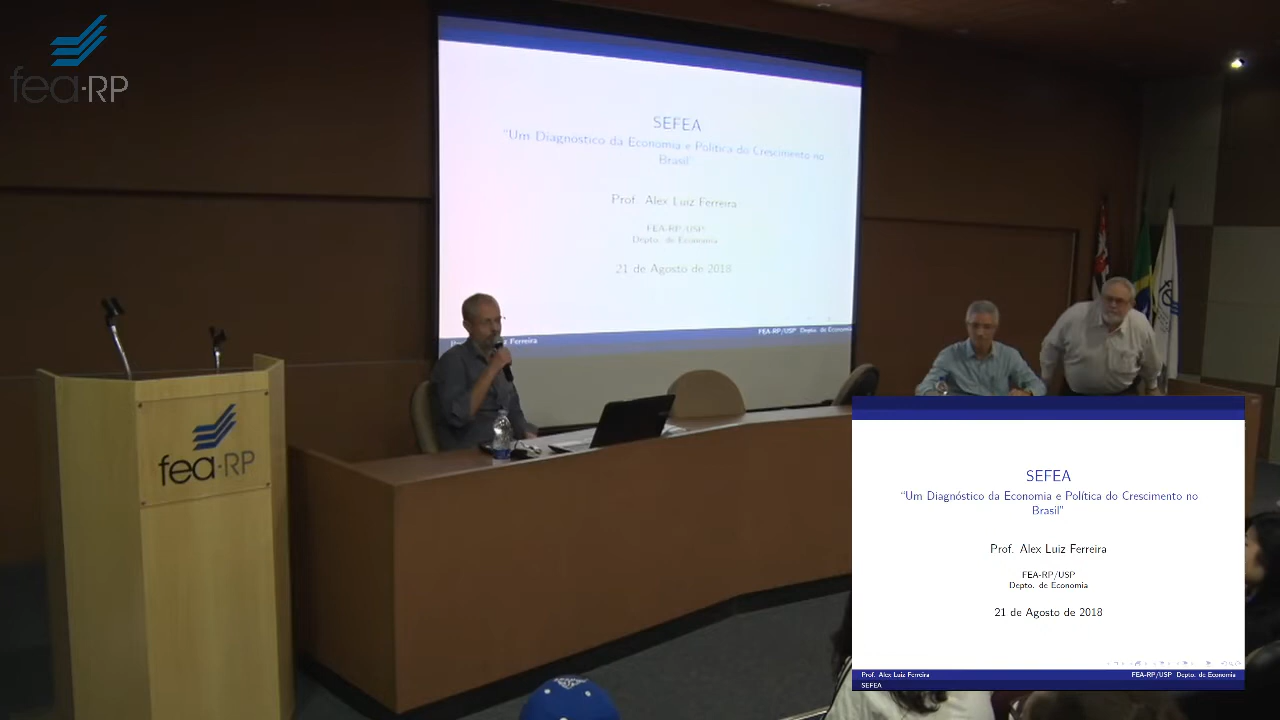 fea-RP
SEFEA
"Um Diagnóstico da Economia e Política do Crescimento no
Brasil"
Prof. Alex Luiz Ferreira
FEA-RP/USP
Depto. de Economia
21 de Agosto de 2018
FEA-RP/USP Depto. de Economia
z Ferreira
fea-RP
SEFEA
"Um Diagnóstico da Economia e Política do Crescimento no
Brasil"
Prof. Alex Luiz Ferreira
FEA-RP/USP
Depto. de Economia
21 de Agosto de 2018
Prof. Alex Luiz Ferreira
FEA-RP/USP Depto. de Economia
SEFEA